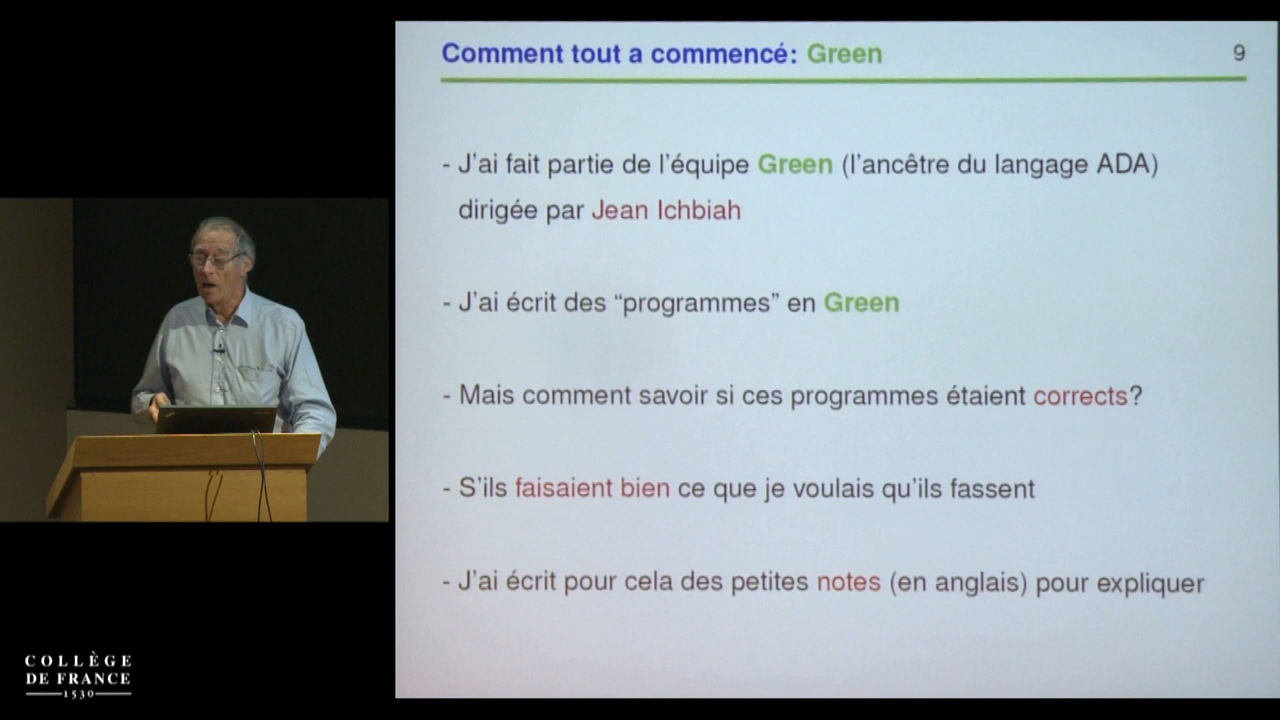 Comment tout a commencé: Green
9
- J'ai fait partie de l'équipe Green (l'ancêtre du langage ADA)
dirigée par Jean Ichbiah
- J'ai écrit des “programmes” en Green
- Mais comment savoir si ces programmes étaient corrects?
- S'ils faisaient bien ce que je voulais qu'ils fassent
- J'ai écrit pour cela des petites notes (en anglais) pour expliquer
COLLÈGE
DE FRANCE
1530